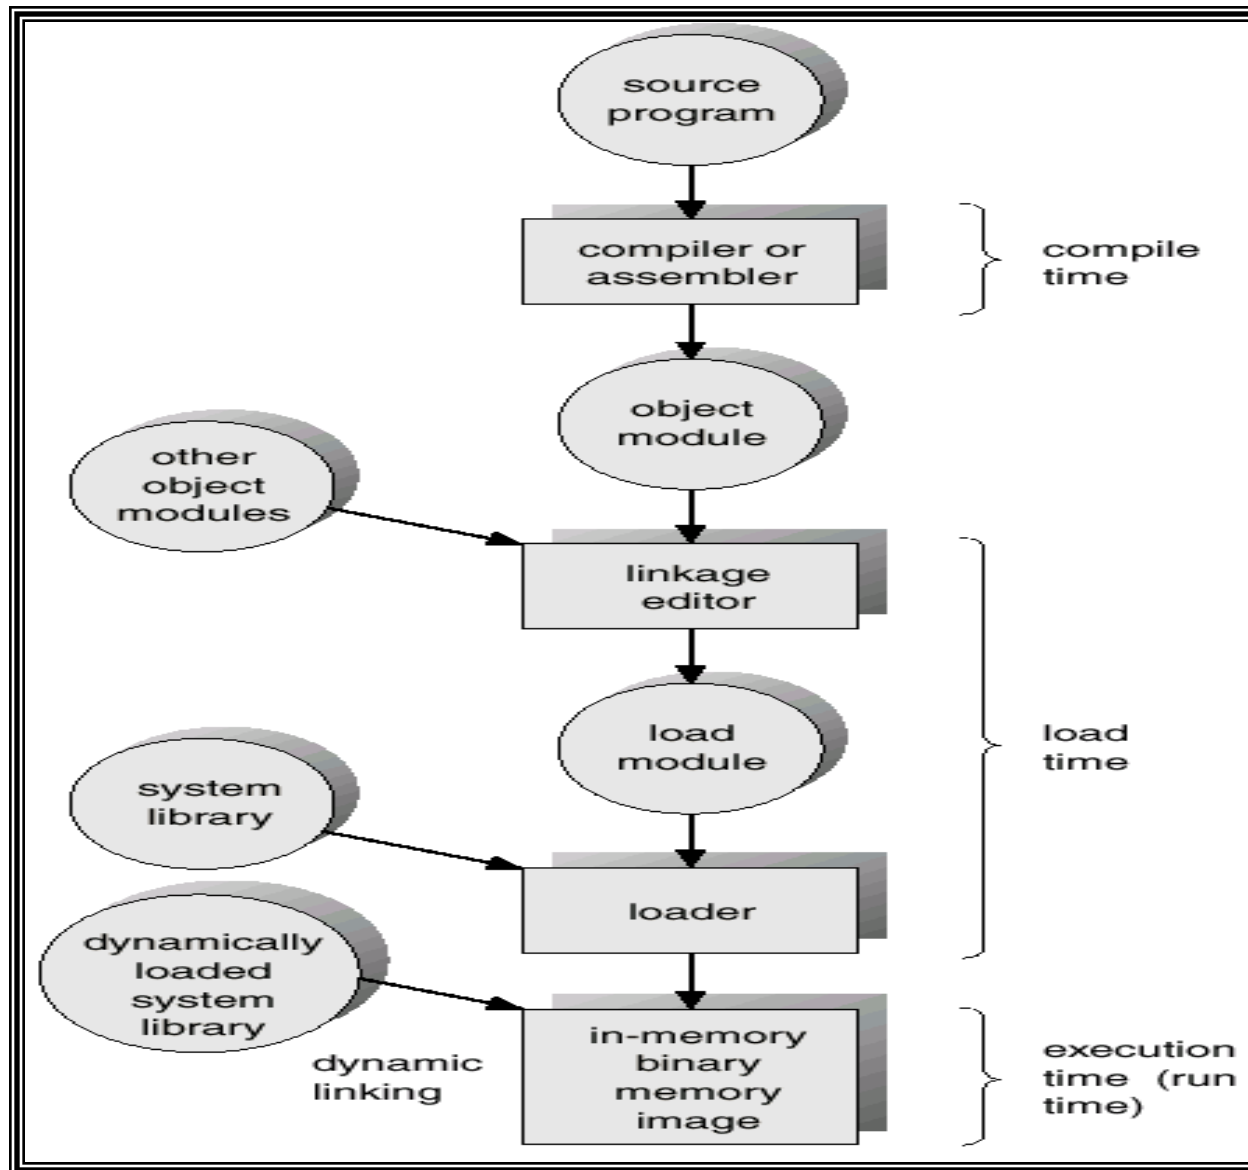 source
program
compiler or
assembler
compile
time
object
module
other
object
modules
linkage
editor
load
module
load
time
system
library
loader
dynamically
loaded
system
library
dynamic
linking
in-memory
binary
memory
image
execution
time (run
time)